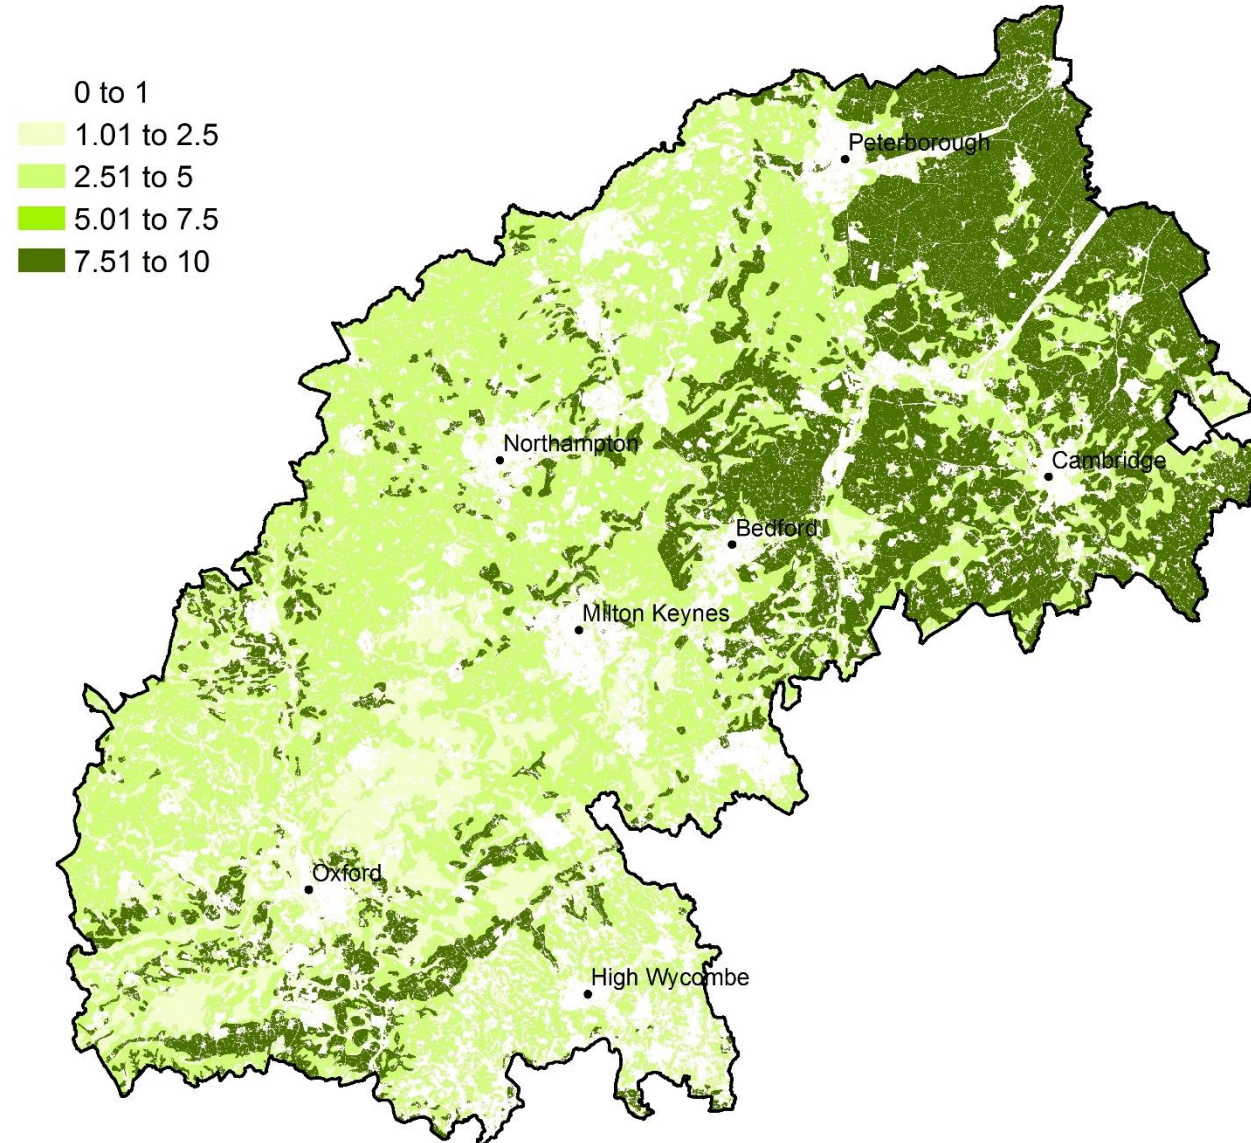 0 to 1
1.01 to 2.5
2.51 to 5
5.01 to 7.5
7.51 to 10
Peterborough
Northampton
Cambridge
Bedford
Milton Keynes
Oxford
High Wycombe